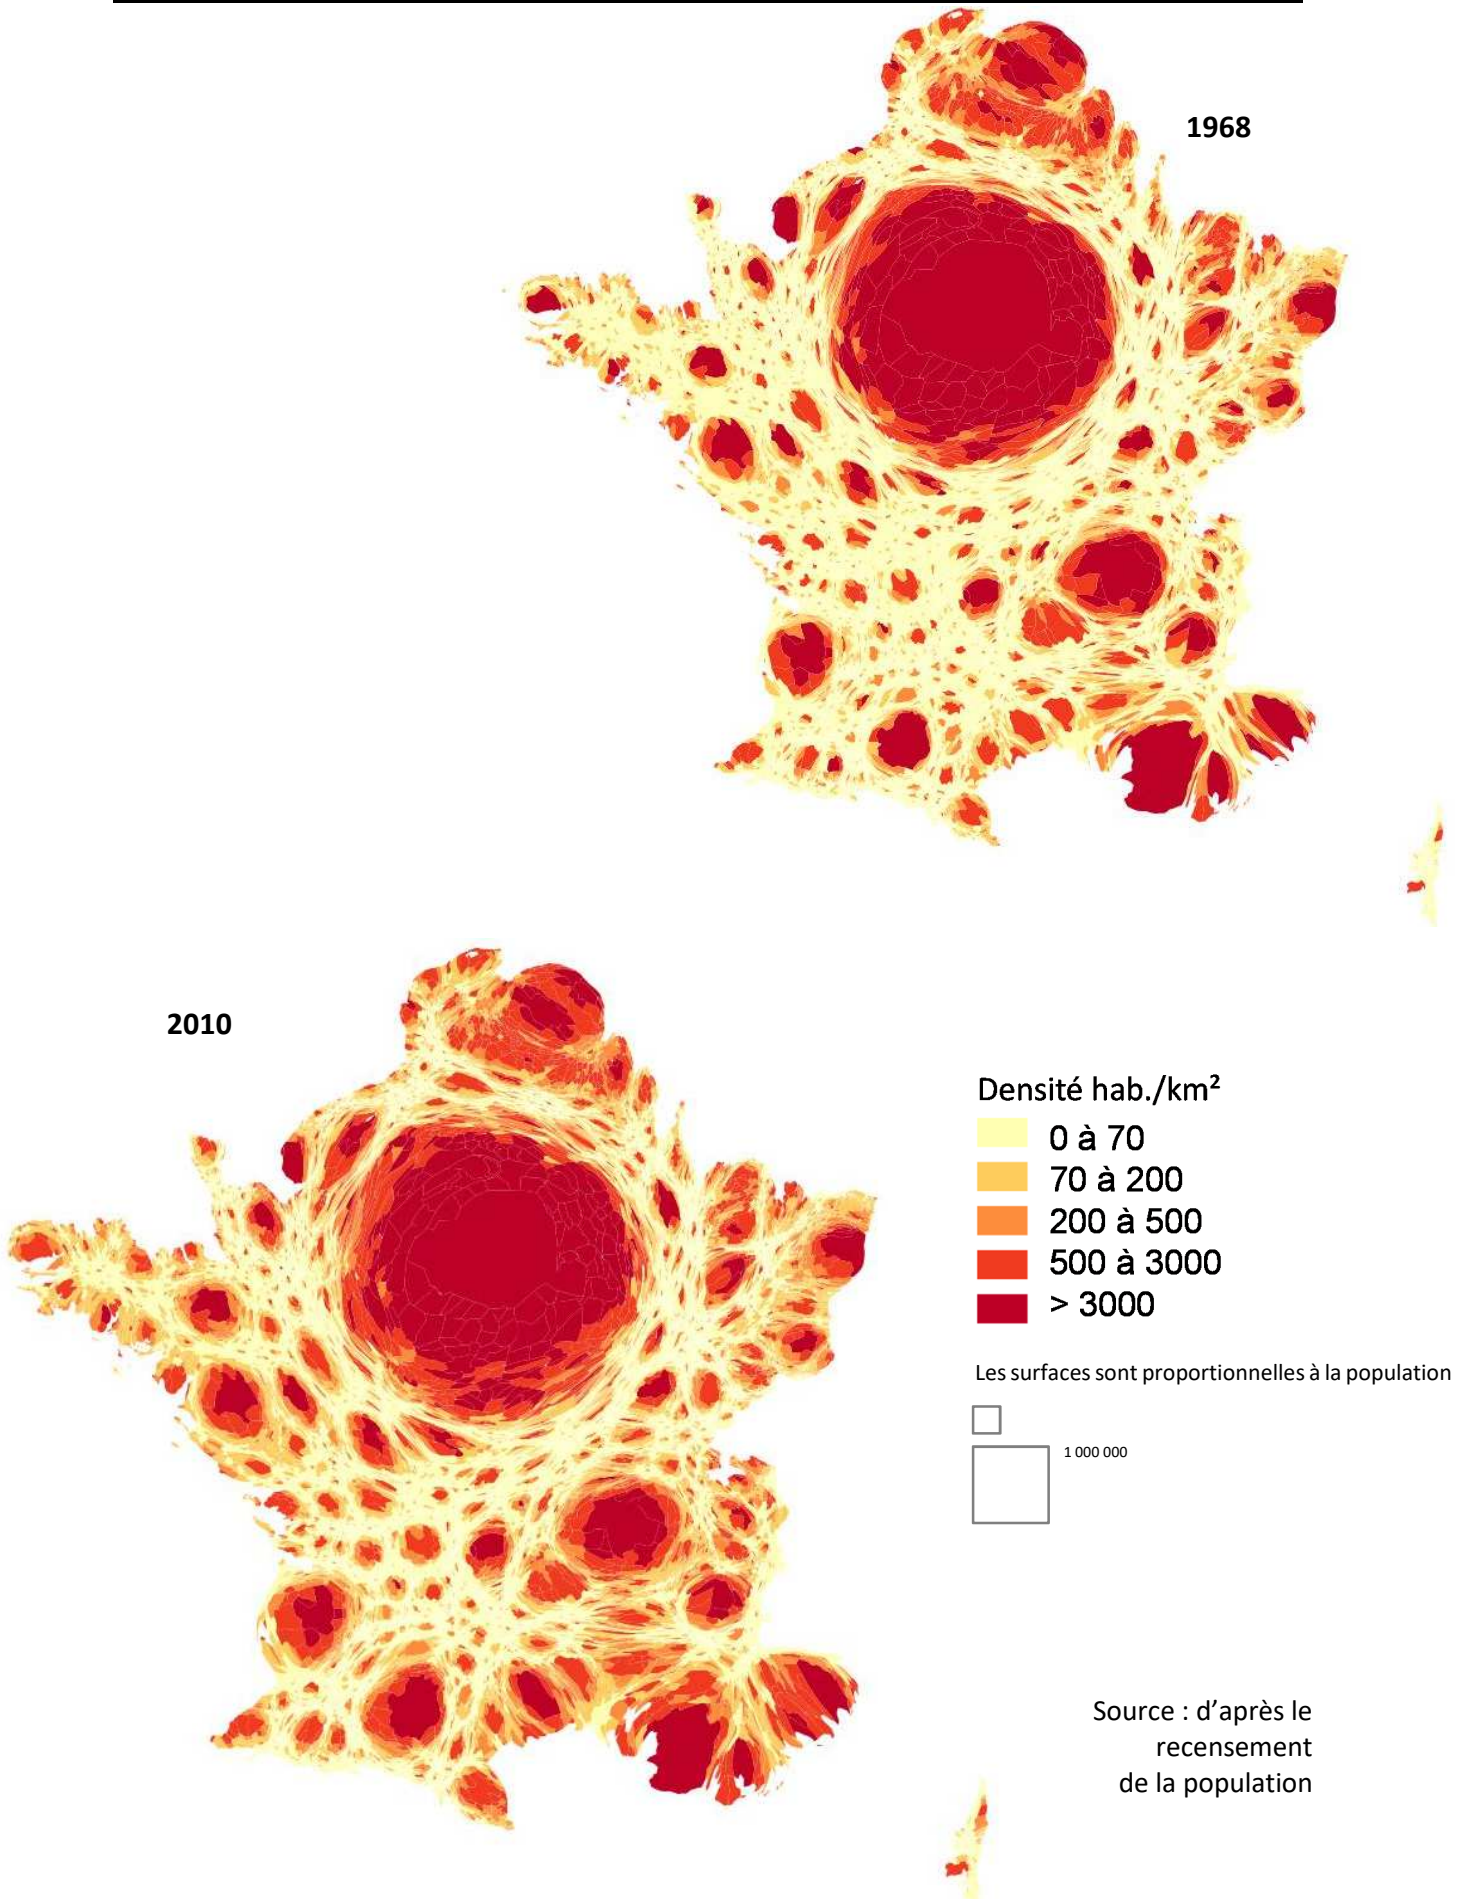 1968
2010
Densité hab./km²
0 à 70
70 à 200
200 à 500
500 à 3000
> 3000
Les surfaces sont proportionnelles à la population
1 000 000
Source : d'après le
recensement
de la population